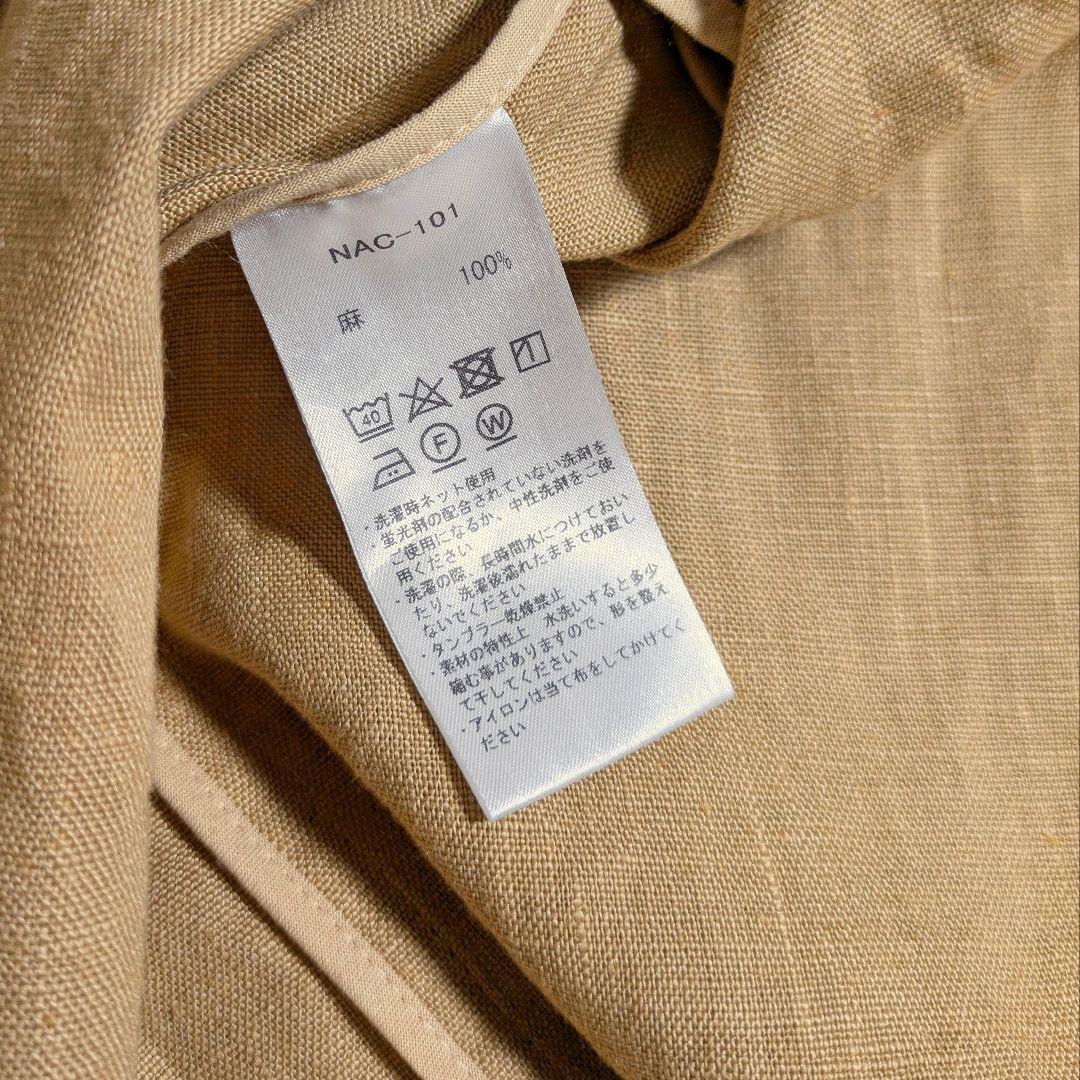 NAC-101
麻 100%
40
F W
・洗濯時ネット使用
・蛍光剤の配合されていない洗剤を
ご使用になるか、中性洗剤をご使
用ください
・洗濯の際、長時間水につけておい
たり、洗濯後濡れたままで放置し
ないでください
・タンブラー乾燥禁止
・素材の特性上 水洗いすると多少
縮む事がありますので、形を整え
て干してください
・アイロンは当て布をしてかけてく
ださい